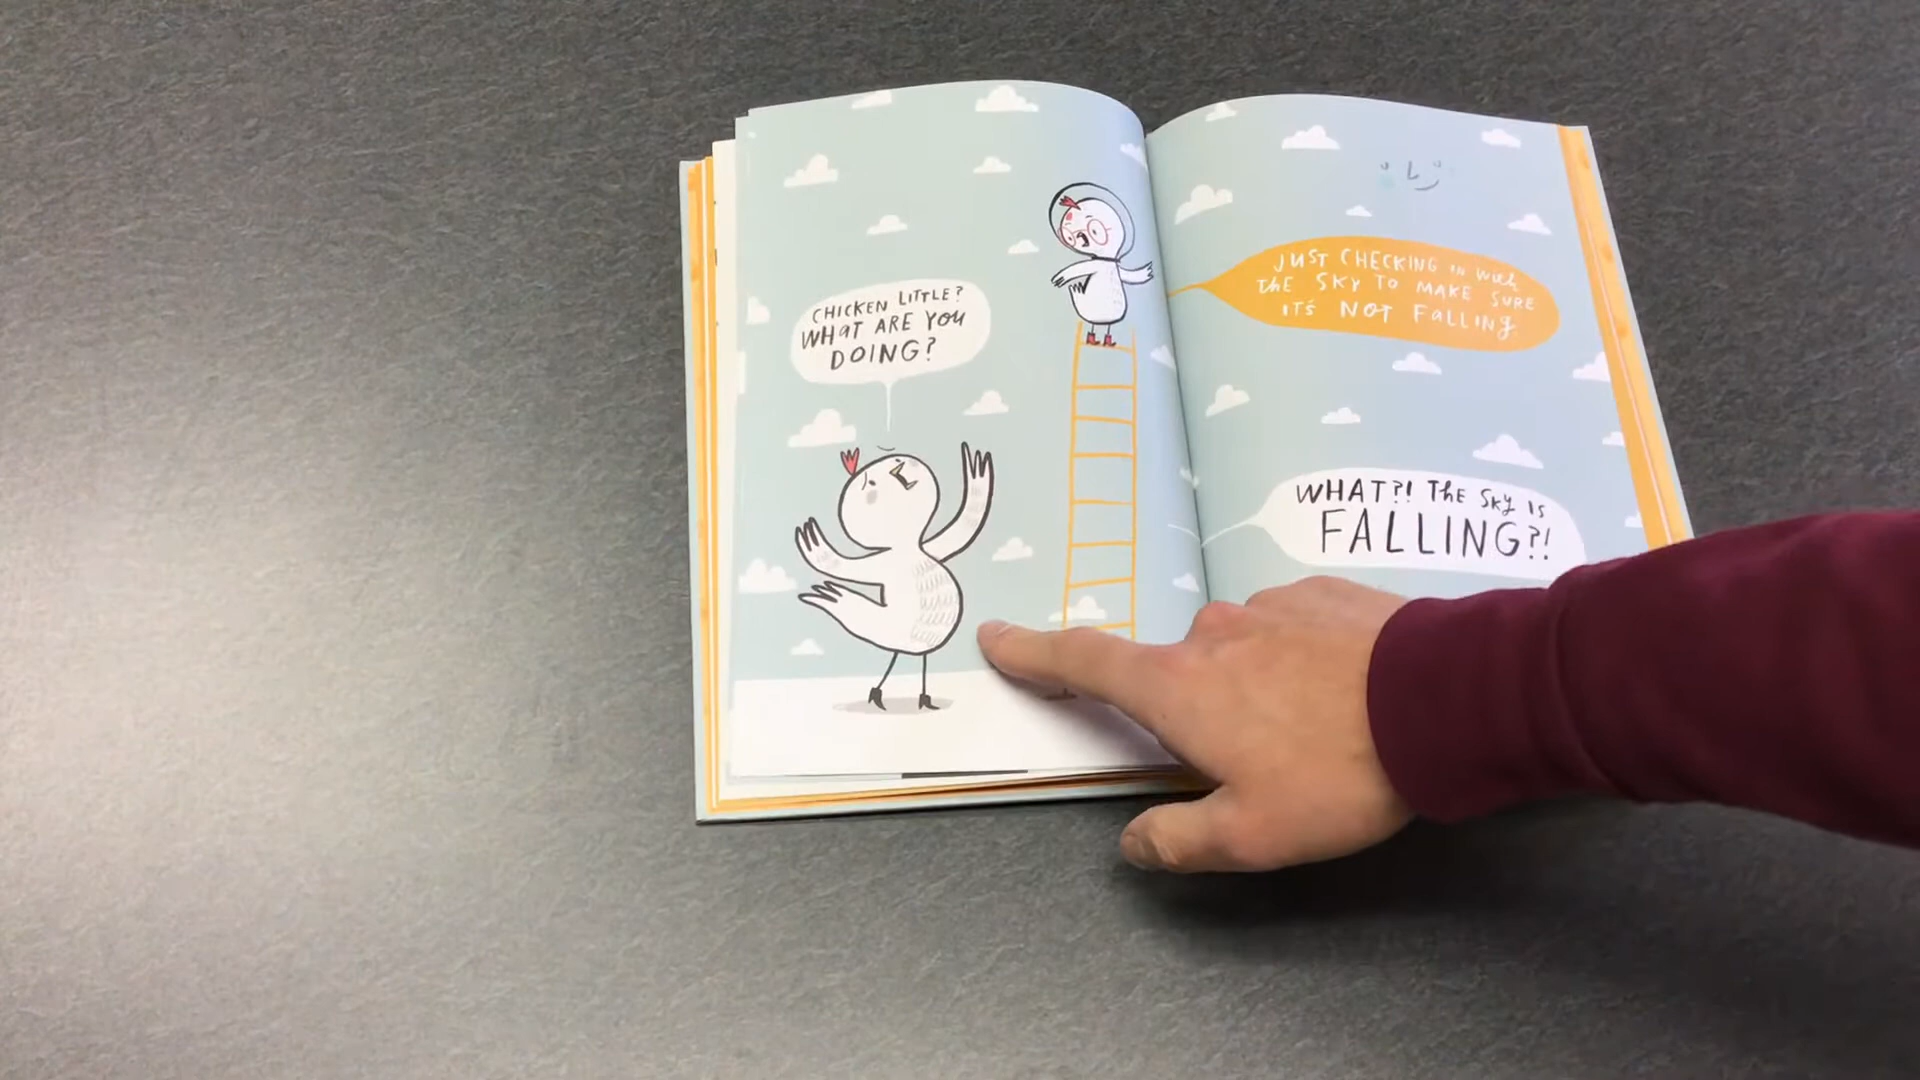 CHICKEN LITTLE?
WHAT ARE YOU
DOING?
JUST CHECKING IN WITH
THE SKY TO MAKE SURE
IT'S NOT FALLING
WHAT?! THE SKY IS
FALLING?!